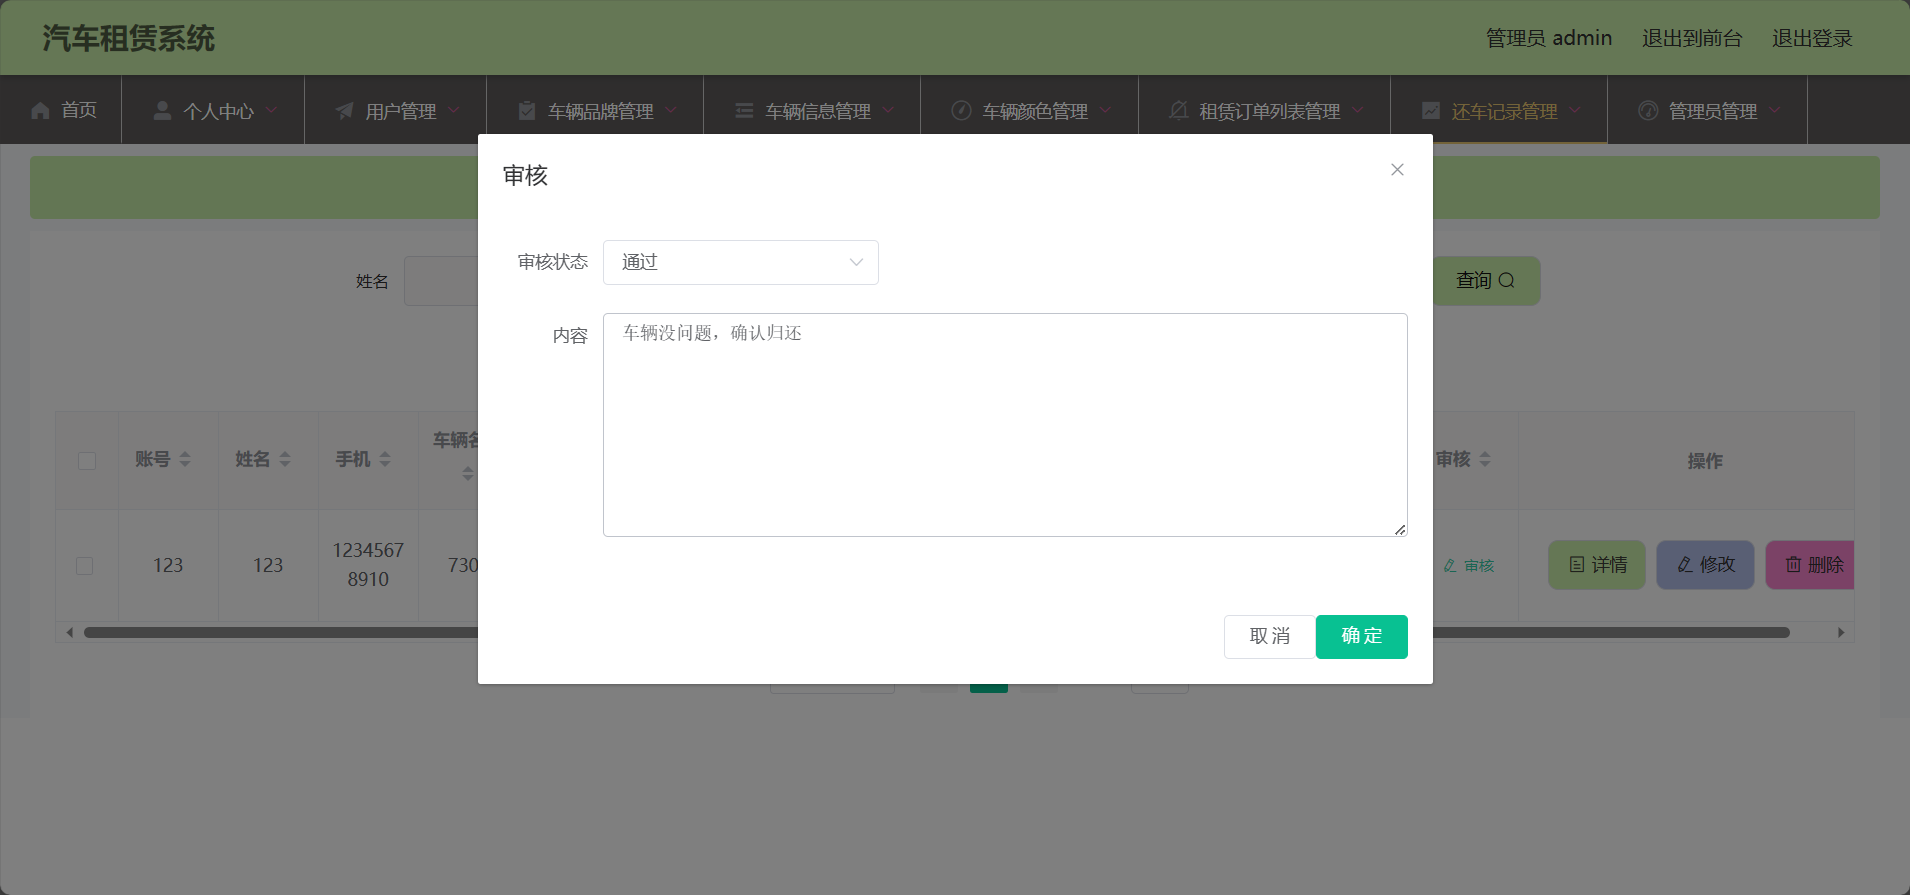 汽车租赁系统
管理员 admin 退出到前台 退出登录
首页 个人中心 用户管理 车辆品牌管理 车辆信息管理 车辆颜色管理 租赁订单列表管理 还车记录管理 管理员管理
审核
审核状态 通过
姓名
查询
内容 车辆没问题，确认归还
账号 姓名 手机 车辆名
审核 操作
123 123 1234567
8910
730
审核 详情 修改 删除
取消 确定